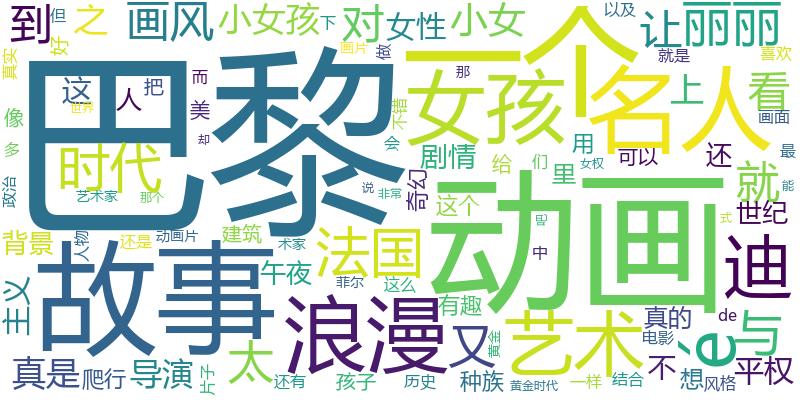 到
之
但
画风
小女孩
下
对
女性
小女
一个
以及
让
丽丽
真实
好
这
人
把
而
美
却
世界
巴黎
画片
做
那
不错
女孩
名人
就是
上
喜欢
看
画面
像
多
政治
时代
艺术家
那个
说
非常
会
剧情
奇幻
给
这个
们
里
用
可以
女权
还
最
能
就
世纪
式
背景
人物
还是
动画片
建筑
术家
午夜
法国
菲尔
这么
动画
中
迪
主义
故事
浪漫
有趣
又
黄金
艺术
真的
电影
de
é
与
不
真是
爬行
导演
片子
太
还有
孩子
历史
种族
黄金时代
一样
结合
想
风格
平权